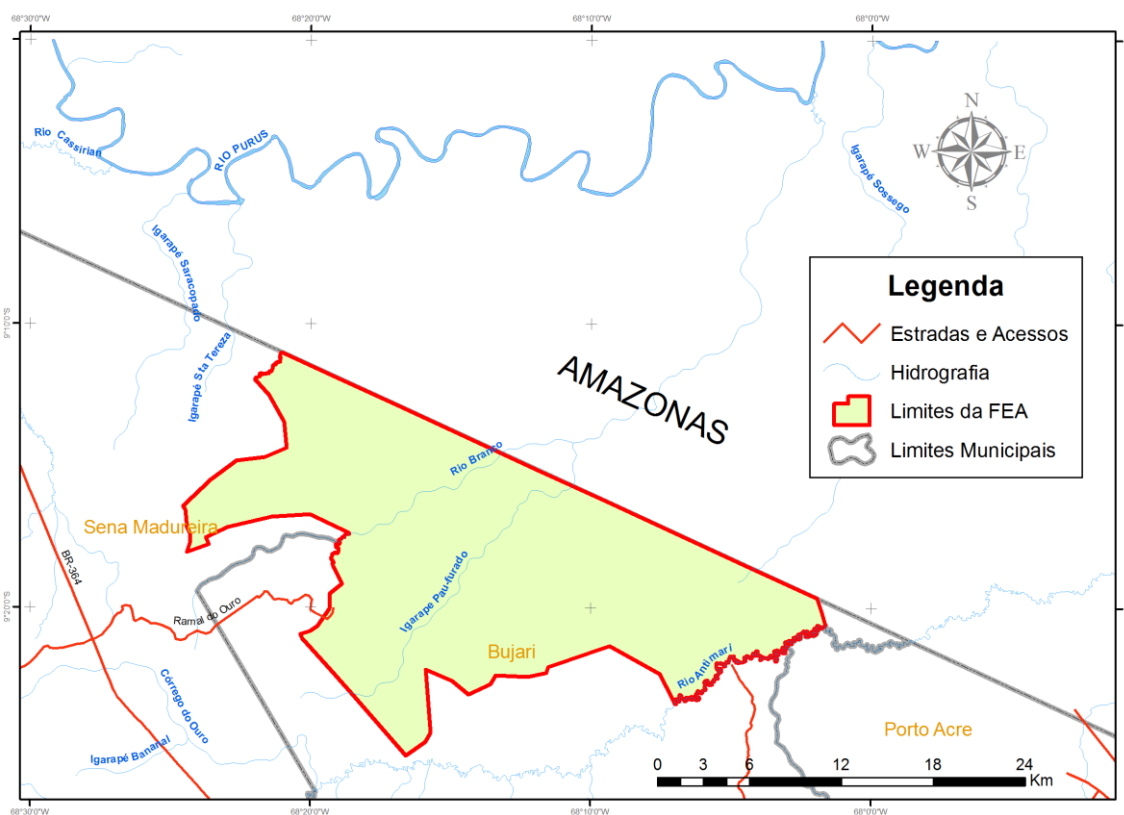 68°30'0"W 68°20'0"W 68°10'0"W 68°0'0"W
N
W E
S
Rio Cassirian
RIO PURUS
Igarapé Sossego
Igarapé Saracopado
Igarapé Sta Tereza
9°10'0"S
AMAZONAS
Legenda
Estradas e Acessos
Hidrografia
Limites da FEA
Limites Municipais
Rio Branco
Sena Madureira
BR-364
Ramal do Ouro
9°20'0"S
Igarape Pau-furado
Bujari
Rio Antimari
Córrego do Ouro
Igarapé Bananal
Porto Acre
0 3 6 12 18 24
Km
68°30'0"W 68°20'0"W 68°10'0"W 68°0'0"W